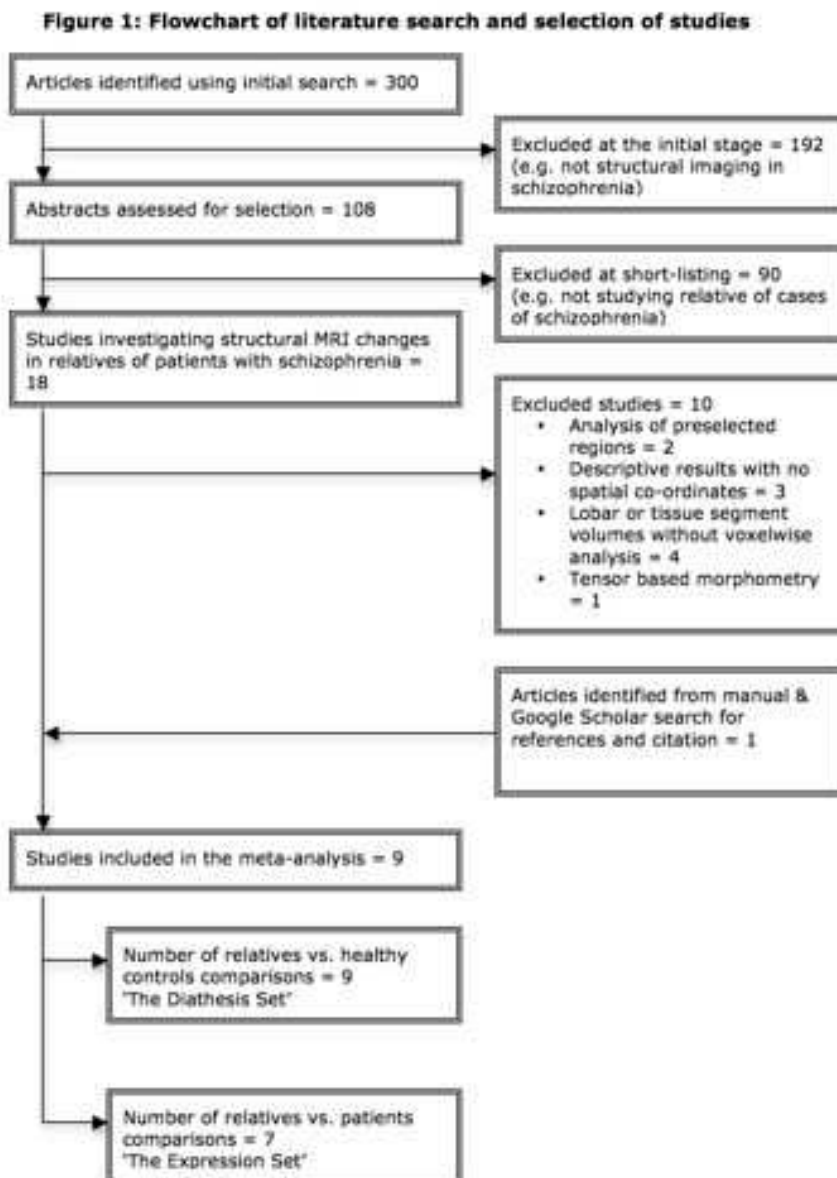 Figure 1: Flowchart of literature search and selection of studies
Articles identified using initial search = 300
Excluded at the initial stage = 192
(e.g. not structural imaging in
schizophrenia)
Abstracts assessed for selection = 108
Excluded at short-listing = 90
(e.g. not studying relative of cases
of schizophrenia)
Studies investigating structural MRI changes
in relatives of patients with schizophrenia =
18
Excluded studies = 10
• Analysis of preselected
regions = 2
• Descriptive results with no
spatial co-ordinates = 3
• Lobar or tissue segment
volumes without voxelwise
analysis = 4
• Tensor based morphometry
= 1
Articles identified from manual &
Google Scholar search for
references and citation = 1
Studies included in the meta-analysis = 9
Number of relatives vs. healthy
controls comparisons = 9
'The Diathesis Set'
Number of relatives vs. patients
comparisons = 7
'The Expression Set'